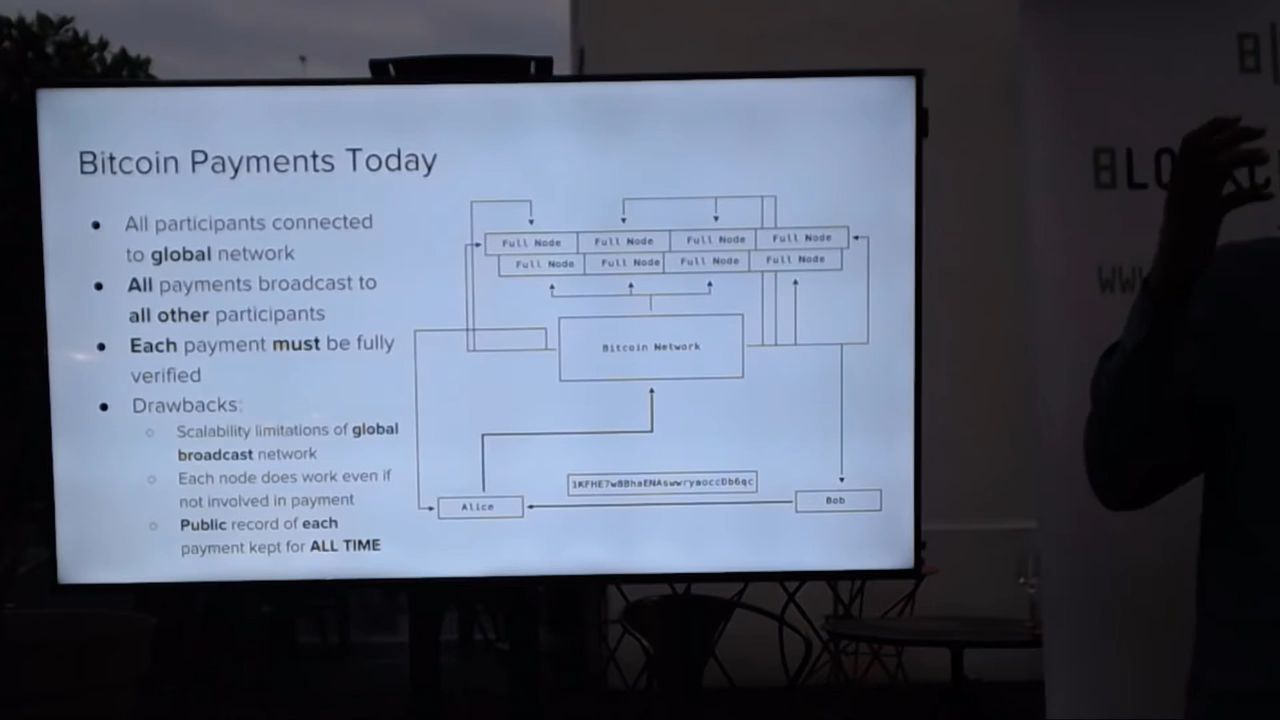 Bitcoin Payments Today
All participants connected
to global network
All payments broadcast to
all other participants
Each payment must be fully
verified
Drawbacks:
Scalability limitations of global
broadcast network
Each node does work even if
not involved in payment
Public record of each
payment kept for ALL TIME
Full Node Full Node Full Node Full Node
Full Node Full Node Full Node Full Node
Bitcoin Network
Alice
Bob